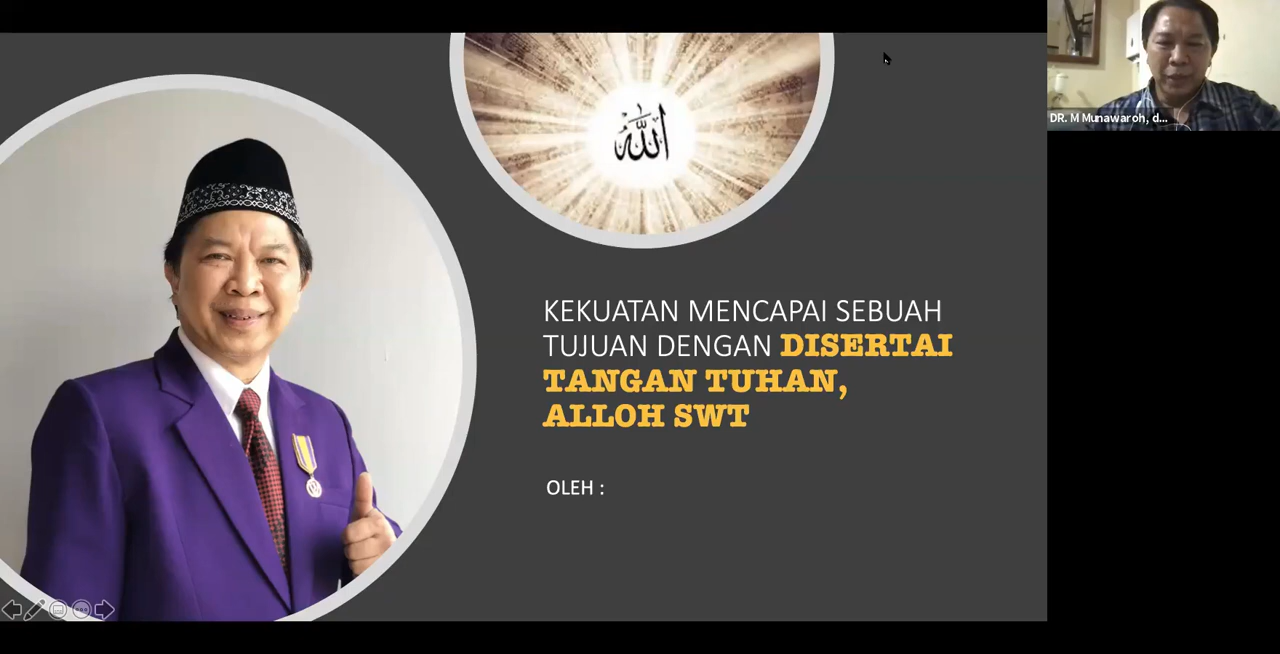 الله
DR. M Munawaroh, d...
KEKUATAN MENCAPAI SEBUAH
TUJUAN DENGAN DISERTAI
TANGAN TUHAN,
ALLOH SWT
OLEH :